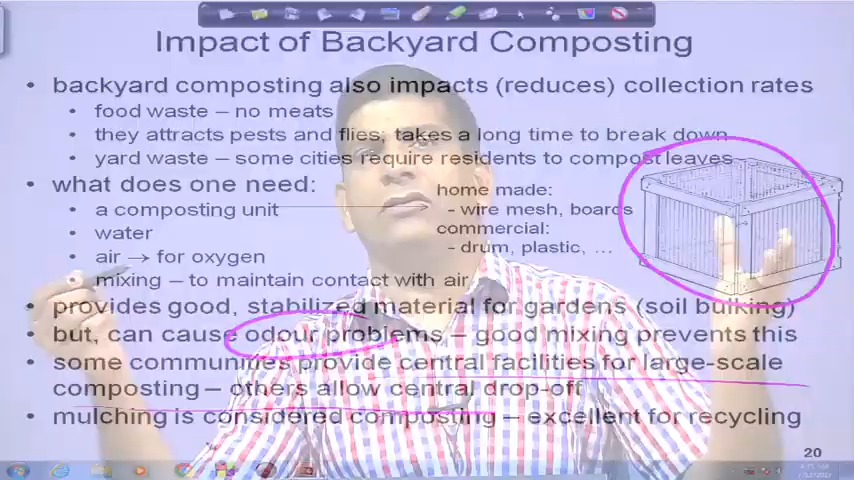 Impact of Backyard Composting
• backyard composting also impacts (reduces) collection rates
• food waste – no meats
• they attracts pests and flies; takes a long time to break down
• yard waste – some cities require residents to compost leaves
• what does one need:
• a composting unit
home made:
- wire mesh, boards
commercial:
- drum, plastic, ...
• water
• air → for oxygen
• mixing – to maintain contact with air
• provides good, stabilized material for gardens (soil bulking)
• but, can cause odour problems – good mixing prevents this
• some communities provide central facilities for large-scale
composting – others allow central drop-off
• mulching is considered composting – excellent for recycling
20